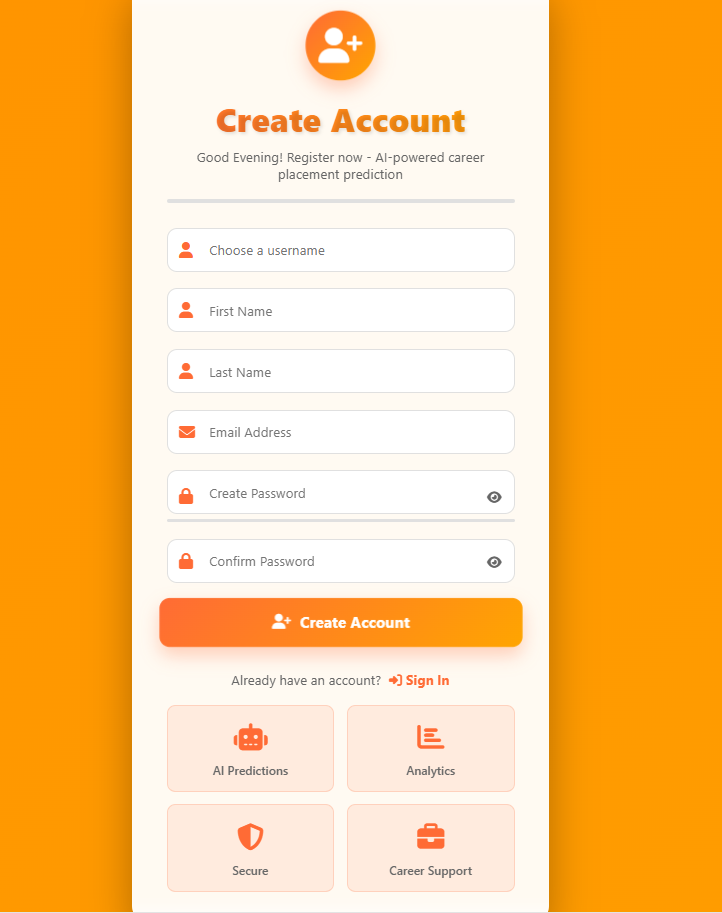 Create Account
Good Evening! Register now - AI-powered career
placement prediction
Choose a username
First Name
Last Name
Email Address
Create Password
Confirm Password
Create Account
Already have an account? Sign In
AI Predictions
Analytics
Secure
Career Support